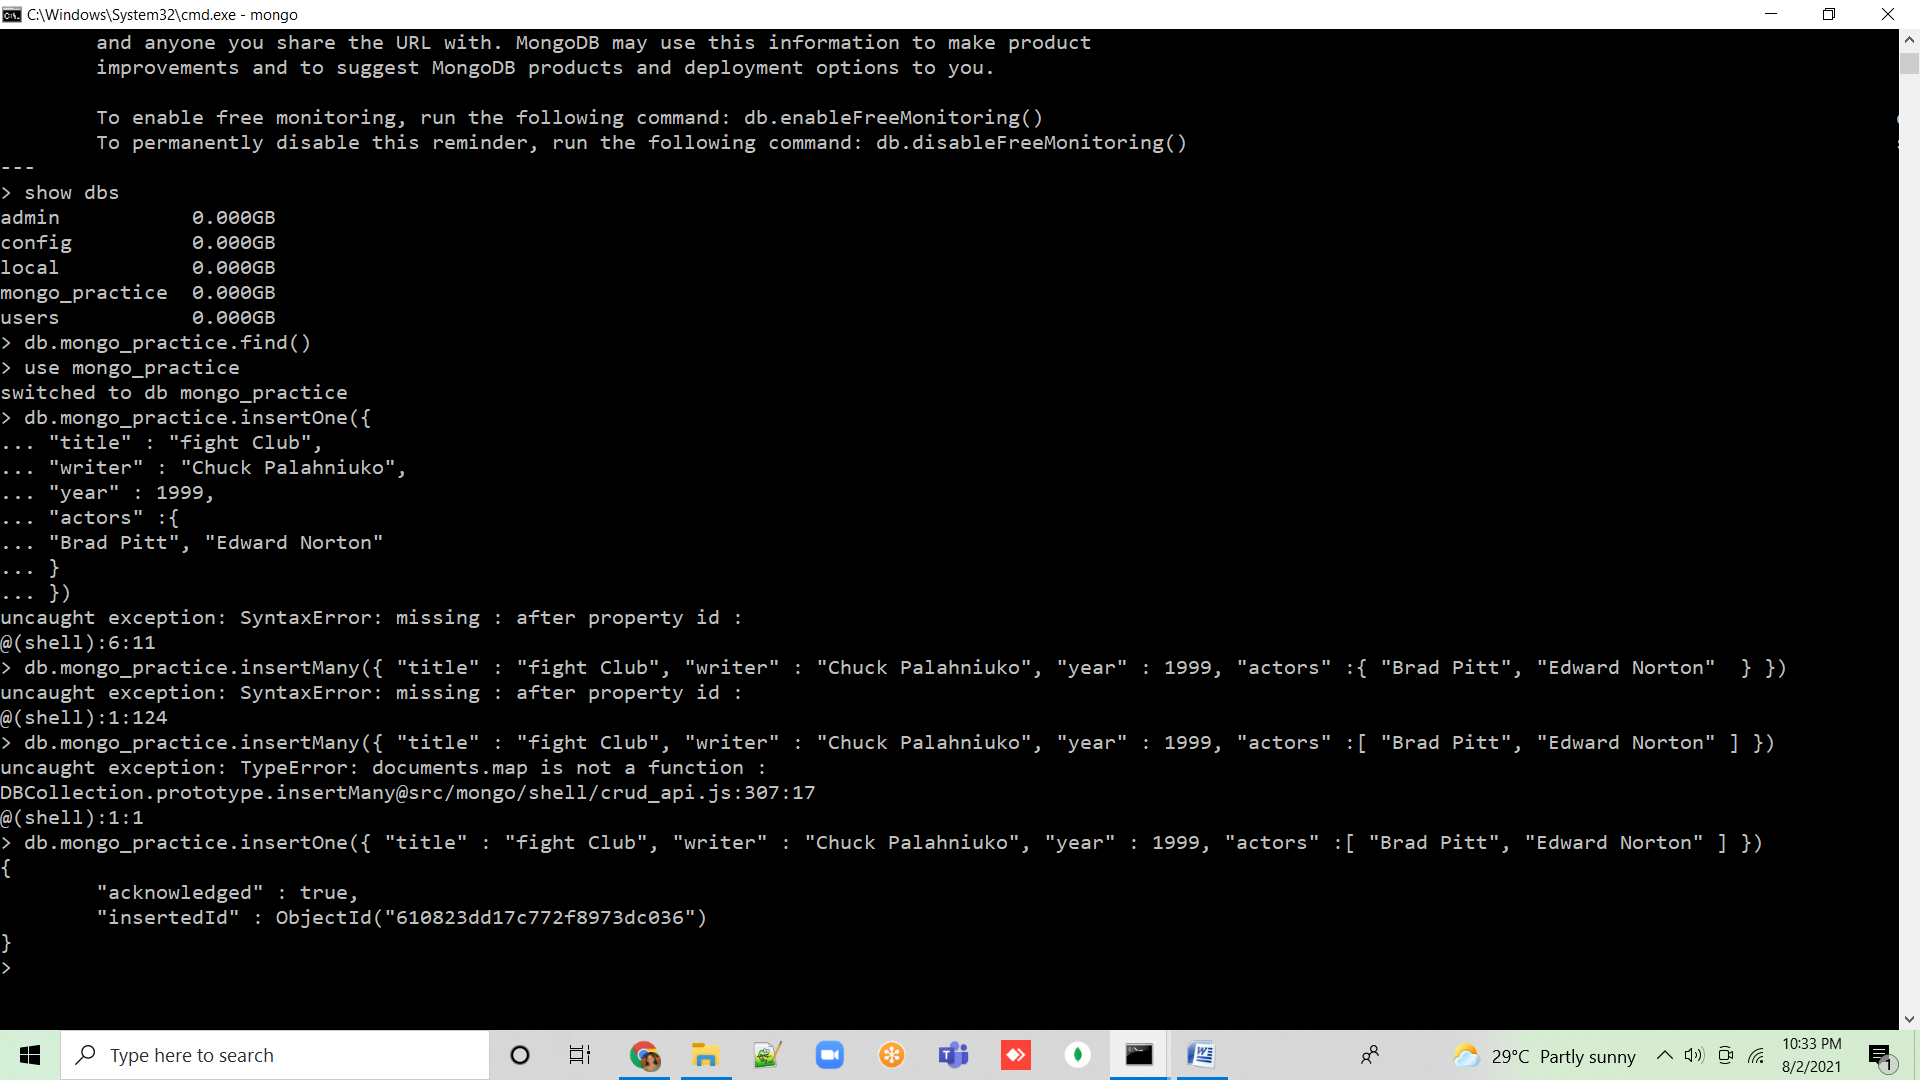 C:\Windows\System32\cmd.exe - mongo
and anyone you share the URL with. MongoDB may use this information to make product
improvements and to suggest MongoDB products and deployment options to you.
To enable free monitoring, run the following command: db.enableFreeMonitoring()
To permanently disable this reminder, run the following command: db.disableFreeMonitoring()
---
> show dbs
admin 0.000GB
config 0.000GB
local 0.000GB
mongo_practice 0.000GB
users 0.000GB
> db.mongo_practice.find()
> use mongo_practice
switched to db mongo_practice
> db.mongo_practice.insertOne({
... "title" : "fight Club",
... "writer" : "Chuck Palahniuko",
... "year" : 1999,
... "actors" :{
... "Brad Pitt", "Edward Norton"
... }
... })
uncaught exception: SyntaxError: missing : after property id :
@(shell):6:11
> db.mongo_practice.insertMany({ "title" : "fight Club", "writer" : "Chuck Palahniuko", "year" : 1999, "actors" :{ "Brad Pitt", "Edward Norton"  } })
uncaught exception: SyntaxError: missing : after property id :
@(shell):1:124
> db.mongo_practice.insertMany({ "title" : "fight Club", "writer" : "Chuck Palahniuko", "year" : 1999, "actors" :[ "Brad Pitt", "Edward Norton" ] })
uncaught exception: TypeError: documents.map is not a function :
DBCollection.prototype.insertMany@src/mongo/shell/crud_api.js:307:17
@(shell):1:1
> db.mongo_practice.insertOne({ "title" : "fight Club", "writer" : "Chuck Palahniuko", "year" : 1999, "actors" :[ "Brad Pitt", "Edward Norton" ] })
{
"acknowledged" : true,
"insertedId" : ObjectId("610823dd17c772f8973dc036")
}
>
Type here to search
29°C Partly sunny
10:33 PM
8/2/2021
1